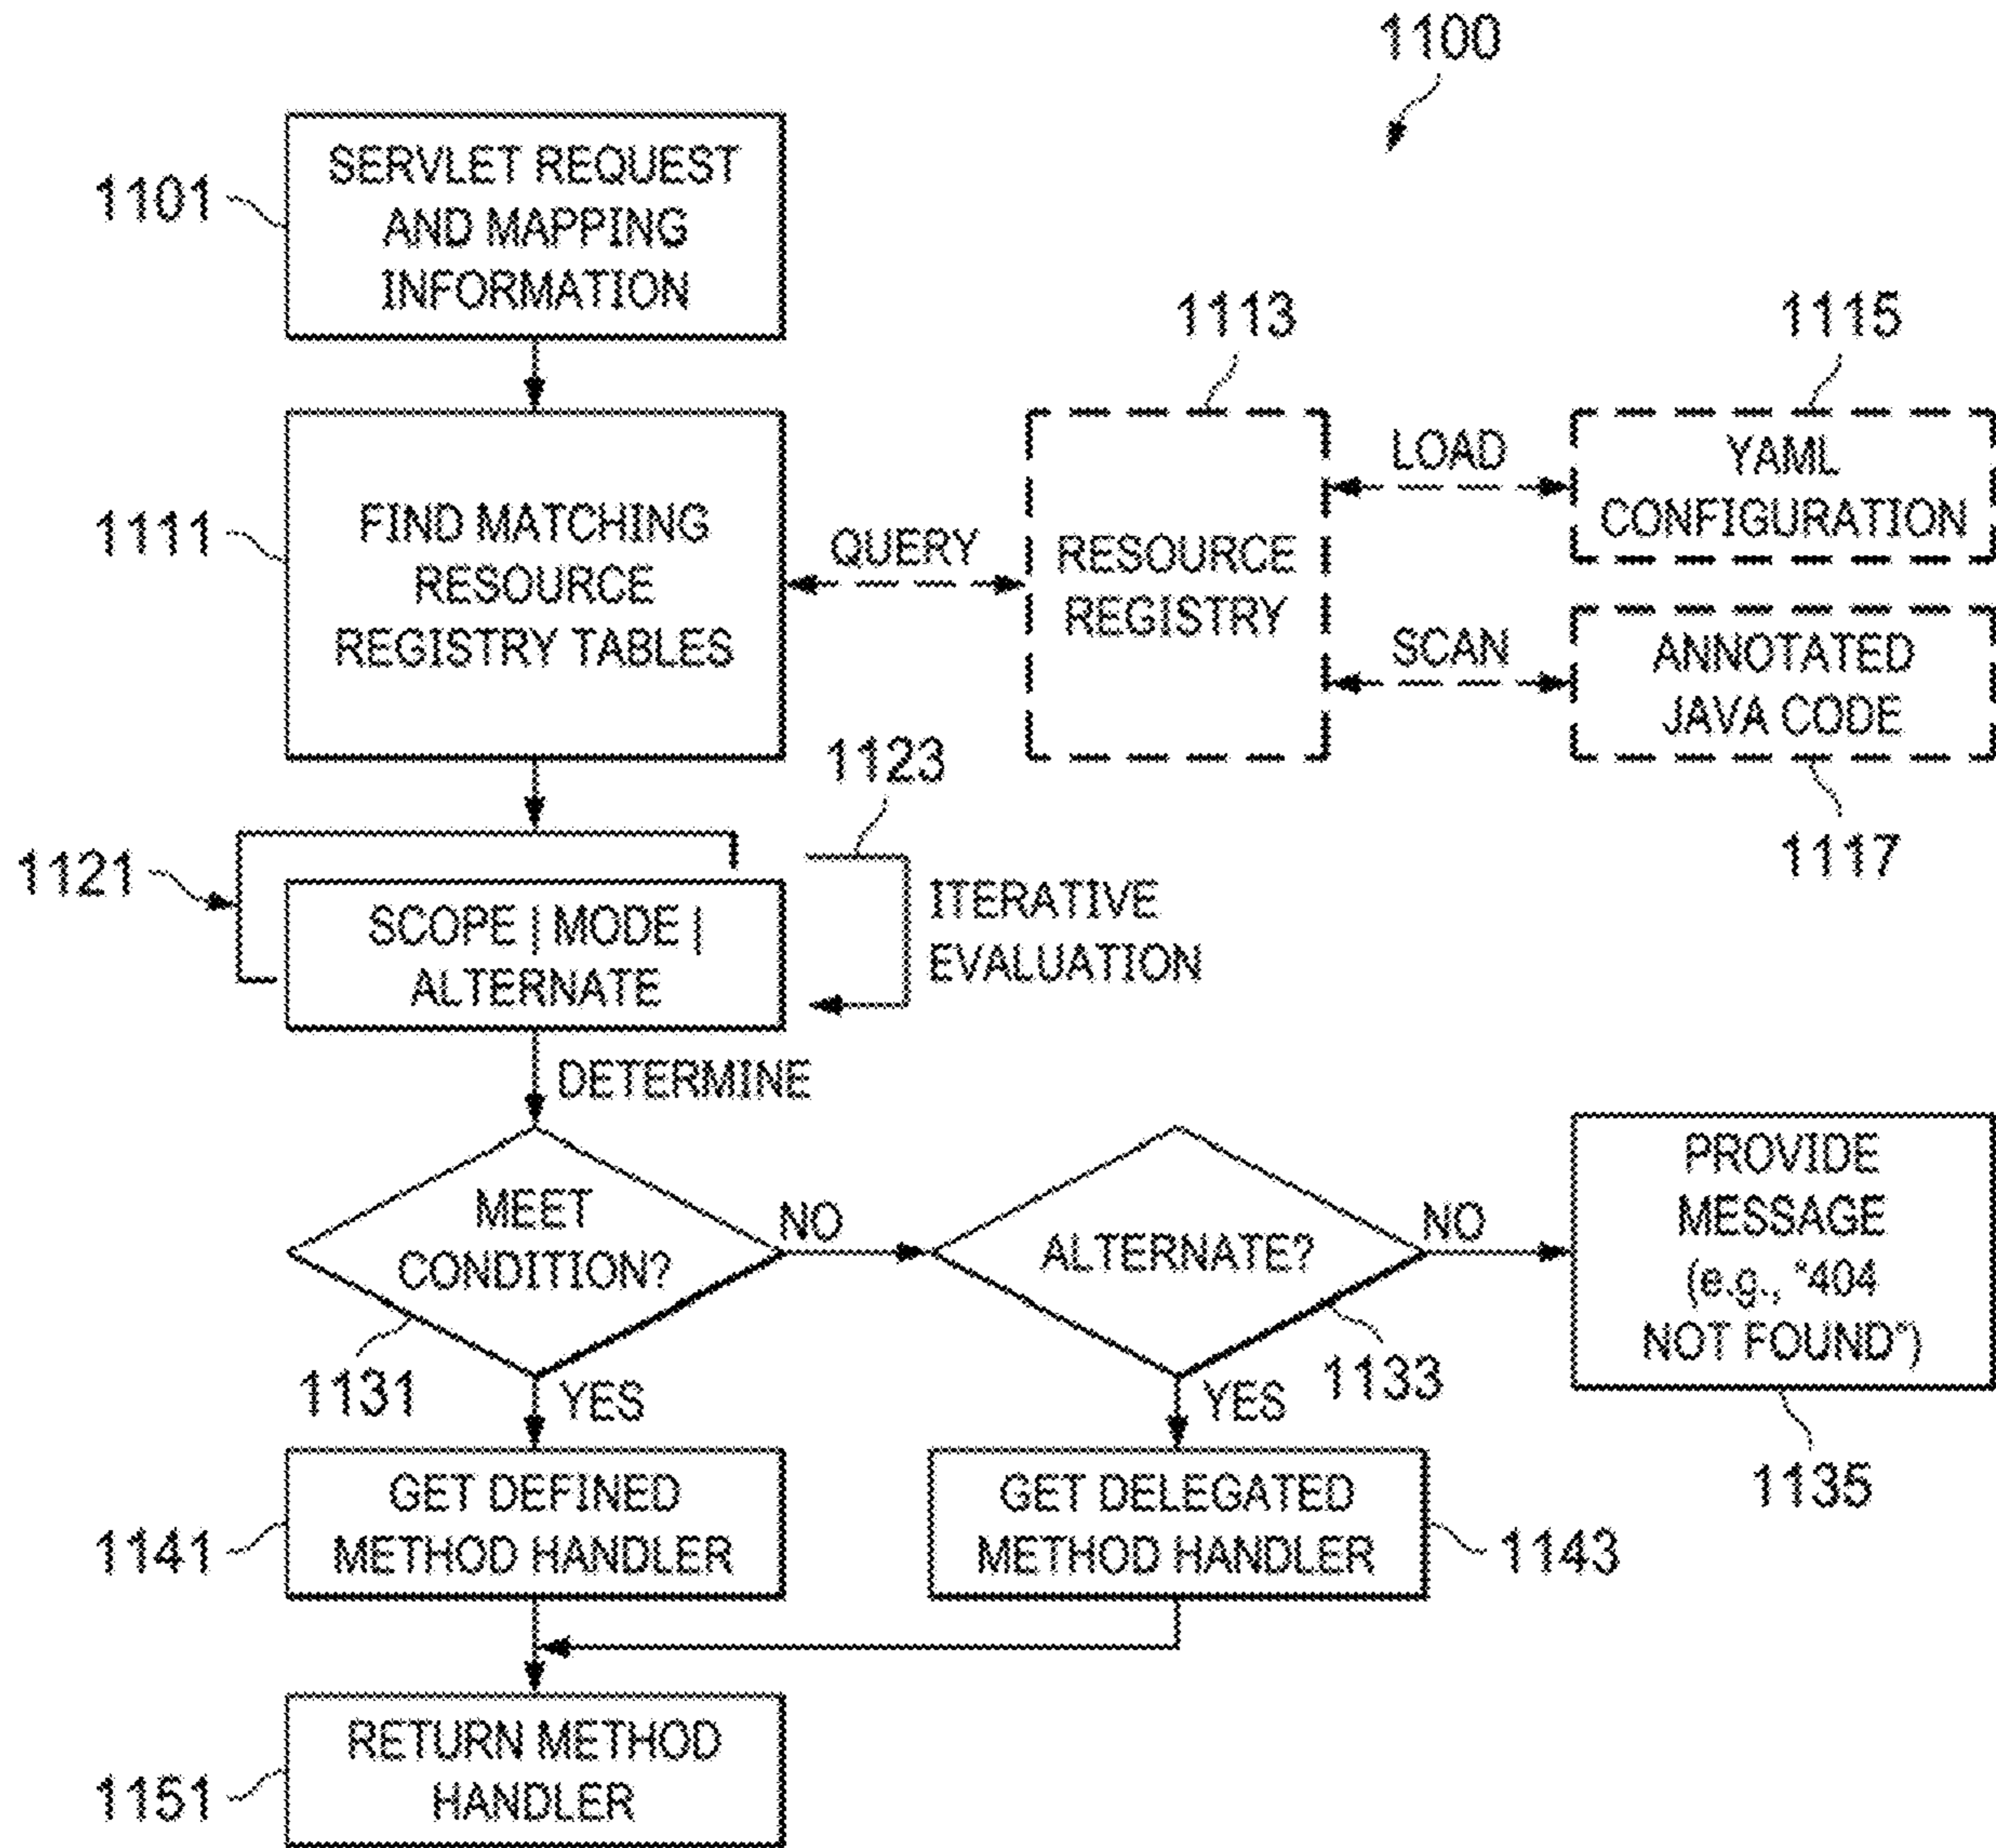 1100
SERVLET REQUEST
AND MAPPING
INFORMATION
1101
1113
1115
FIND MATCHING
RESOURCE
REGISTRY TABLES
1111
QUERY
RESOURCE
REGISTRY
LOAD
YAML
CONFIGURATION
SCAN
ANNOTATED
JAVA CODE
1117
1123
1121
SCOPE | MODE |
ALTERNATE
ITERATIVE
EVALUATION
DETERMINE
MEET
CONDITION?
NO
ALTERNATE?
NO
PROVIDE
MESSAGE
(e.g., "404
NOT FOUND")
1131
YES
1133
YES
1135
GET DEFINED
METHOD HANDLER
1141
GET DELEGATED
METHOD HANDLER
1143
RETURN METHOD
HANDLER
1151